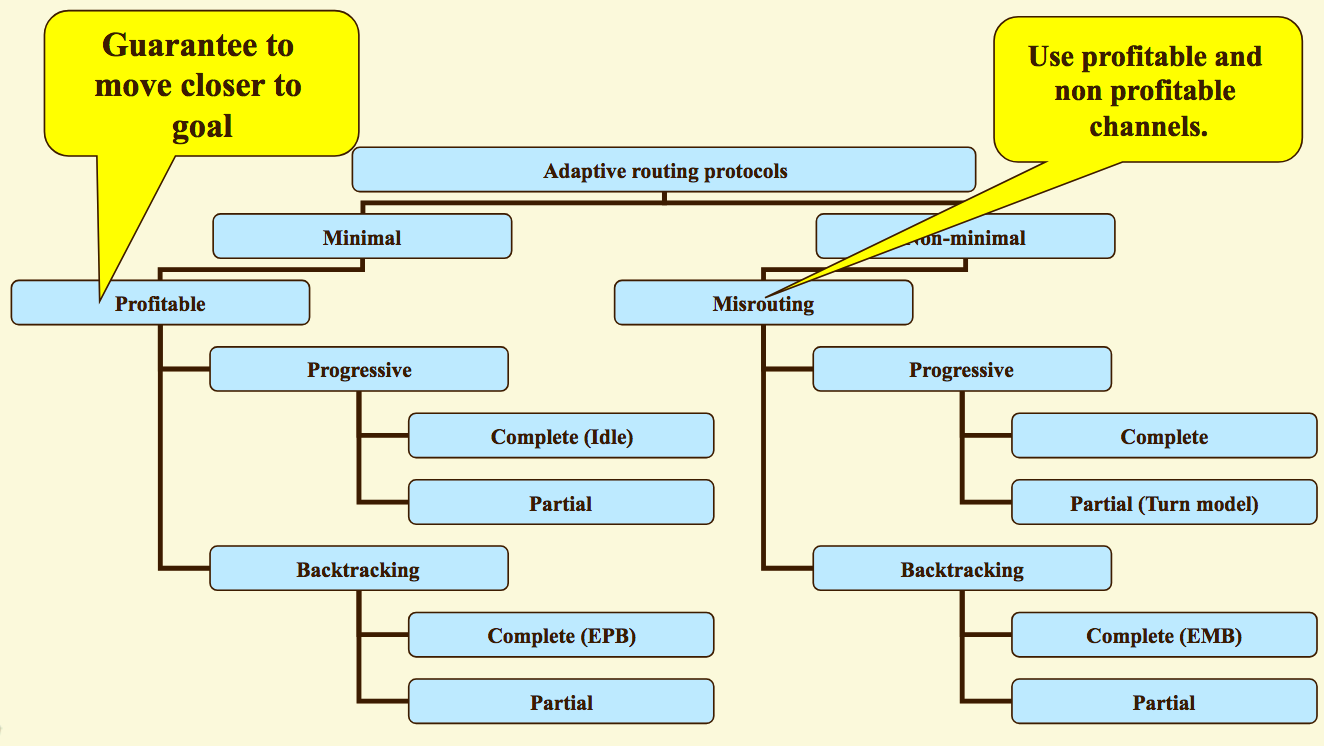 Guarantee to
move closer to
goal
Use profitable and
non profitable
channels.
Adaptive routing protocols
Minimal
Non-minimal
Profitable
Misrouting
Progressive
Progressive
Complete (Idle)
Complete
Partial
Partial (Turn model)
Backtracking
Backtracking
Complete (EPB)
Complete (EMB)
Partial
Partial